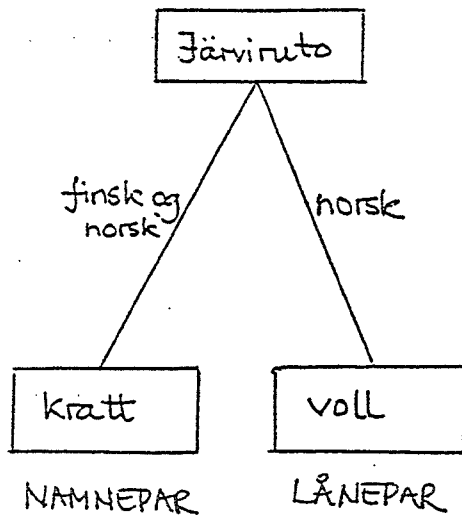 Järviruto
finsk og
norsk
norsk
kratt
voll
NAMNEPAR
LÅNEPAR